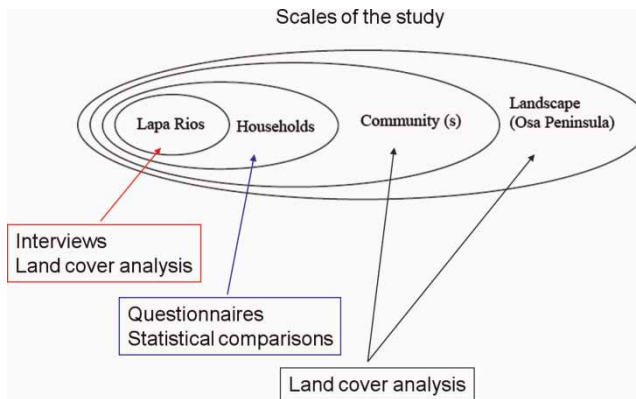 Scales of the study
Lapa Rios
Households
Community (s)
Landscape
(Osa Peninsula)
Interviews
Land cover analysis
Questionnaires
Statistical comparisons
Land cover analysis